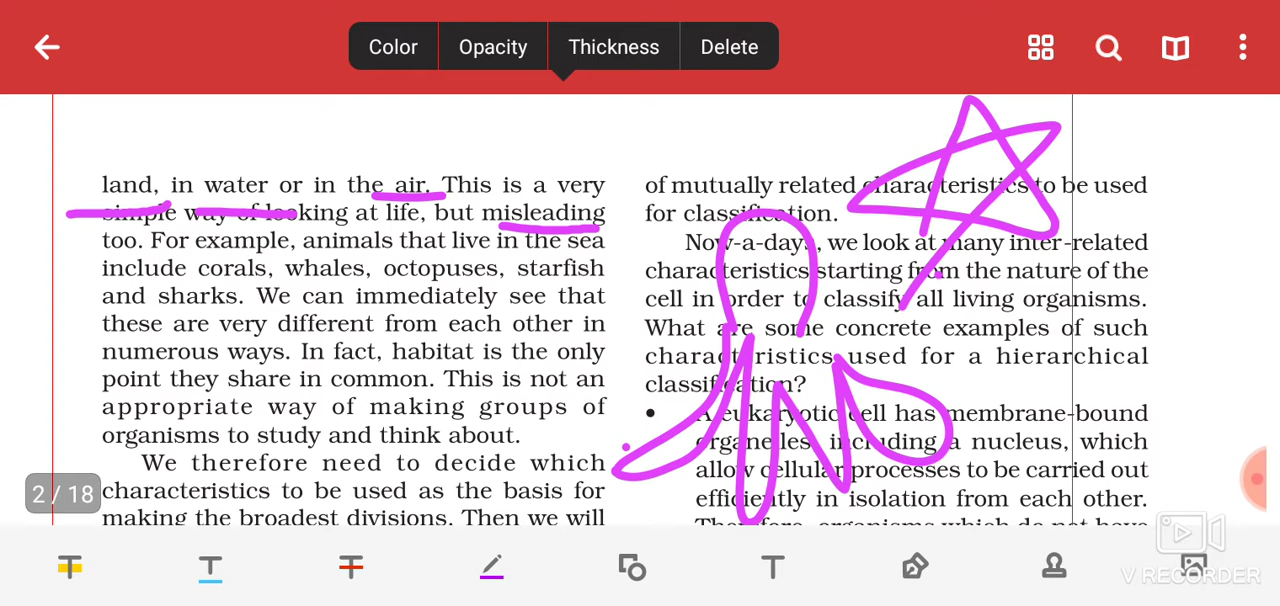 Color Opacity Thickness Delete
land, in water or in the air. This is a very
simple way of looking at life, but misleading
too. For example, animals that live in the sea
include corals, whales, octopuses, starfish
and sharks. We can immediately see that
these are very different from each other in
numerous ways. In fact, habitat is the only
point they share in common. This is not an
appropriate way of making groups of
organisms to study and think about.
We therefore need to decide which
characteristics to be used as the basis for
making the broadest divisions. Then we will
2 / 18
of mutually related characteristics to be used
for classification.
Now-a-days, we look at many inter-related
characteristics starting from the nature of the
cell in order to classify all living organisms.
What are some concrete examples of such
characteristics used for a hierarchical
classification?
• A eukaryotic cell has membrane-bound
organelles, including a nucleus, which
allow cellular processes to be carried out
efficiently in isolation from each other.
Therefore, organisms which do not have
V RECORDER